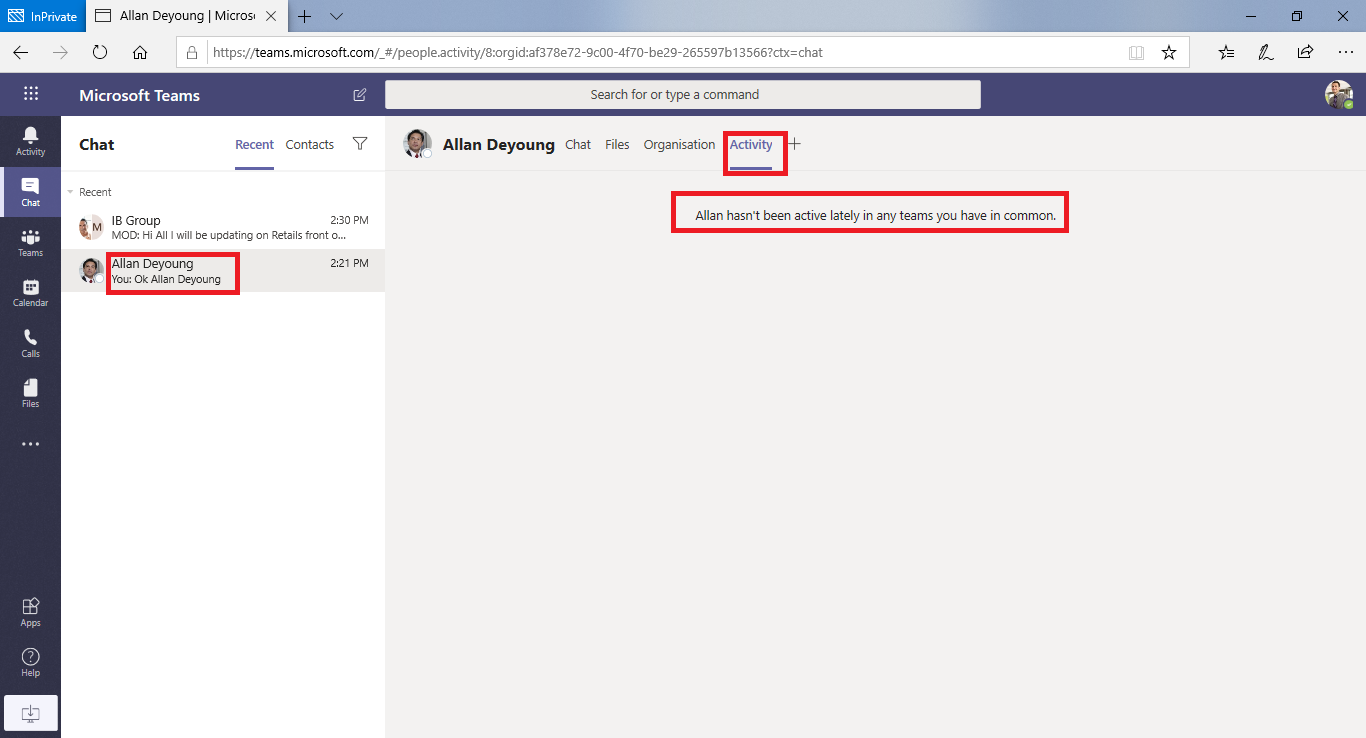 InPrivate
Allan Deyoung | Micros
https://teams.microsoft.com/_#/people.activity/8:orgid:af378e72-9c00-4f70-be29-265597b13566?ctx=chat
Microsoft Teams
Search for or type a command
Activity
Chat
Teams
Calendar
Calls
Files
Apps
Help
Chat
Recent
Contacts
Recent
IB Group
2:30 PM
M
MOD: Hi All I will be updating on Retails front o...
Allan Deyoung
2:21 PM
You: Ok Allan Deyoung
Allan Deyoung
Chat
Files
Organisation
Activity
Allan hasn't been active lately in any teams you have in common.